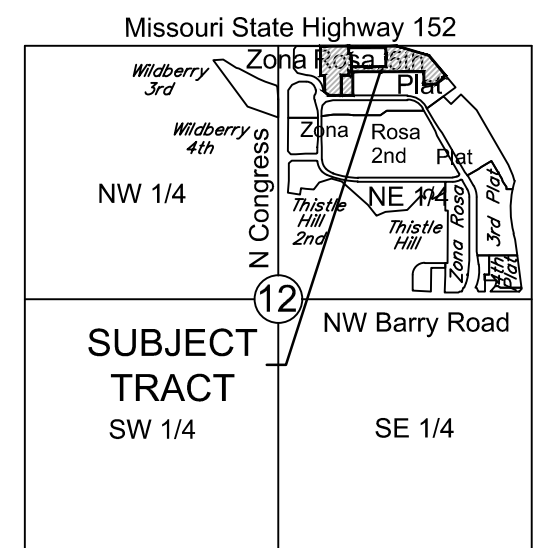 Missouri State Highway 152
Zona Rosa 5th
Plat
Wildberry
3rd
Wildberry
4th
Zona
Rosa
2nd
Plat
NW 1/4
N Congress
NE 1/4
Thistle
Hill
2nd
Thistle
Hill
Zona Rosa
3rd Plat
4th
Plat
12
NW Barry Road
SUBJECT
TRACT
SW 1/4
SE 1/4